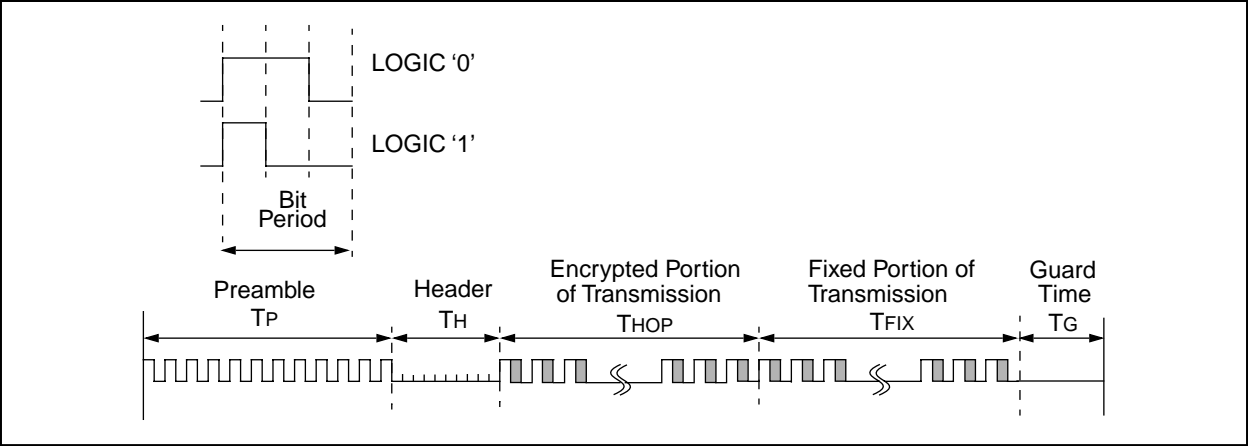 LOGIC ‘0’
LOGIC ‘1’
Bit
Period
Preamble
TP
Header
TH
Encrypted Portion
of Transmission
THOP
Fixed Portion of
Transmission
TFIX
Guard
Time
TG